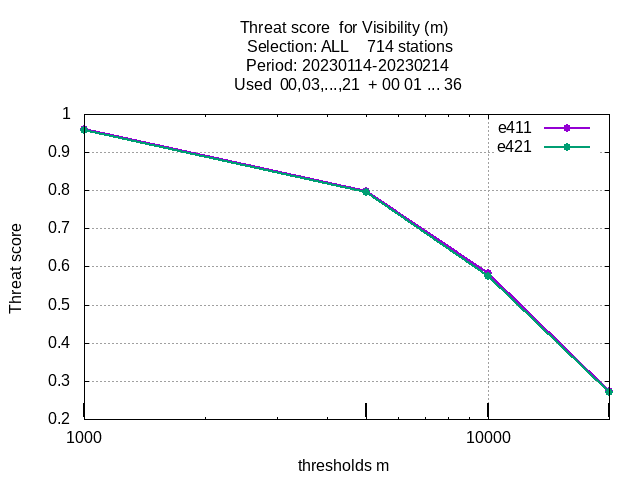 Threat score  for Visibility (m)
Selection: ALL    714 stations
Period: 20230114-20230214
Used  00,03,...,21  + 00 01 ... 36
e411
e421
1
0.9
0.8
0.7
0.6
0.5
0.4
0.3
0.2
Threat score
1000
10000
thresholds m